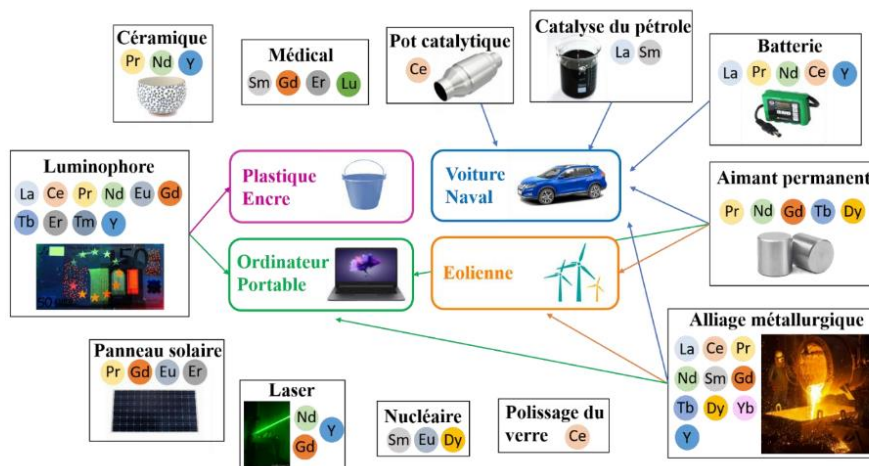 Céramique
Pr Nd Y
Médical
Sm Gd Er Lu
Pot catalytique
Ce
Catalyse du pétrole
La Sm
Batterie
La Pr Nd Ce Y
Luminophore
La Ce Pr Nd Eu Gd
Tb Er Tm Y
Plastique
Encre
Voiture
Naval
Aimant permanent
Pr Nd Gd Tb Dy
Ordinateur
Portable
Eolienne
Alliage métallurgique
La Ce Pr
Nd Sm Gd
Tb Dy Yb
Y
Panneau solaire
Pr Gd Eu Er
Laser
Nd
Y
Gd
Nucléaire
Sm Eu Dy
Polissage du
verre
Ce